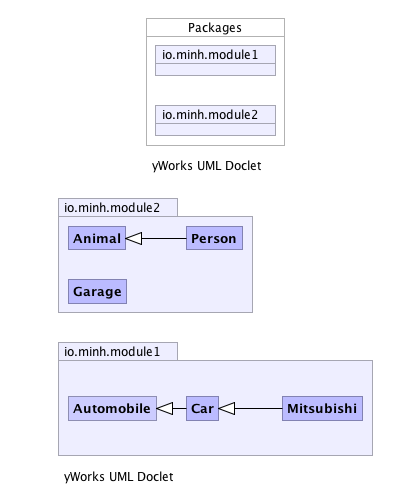 Packages
io.minh.module1
io.minh.module2
yWorks UML Doclet
io.minh.module2
Animal
Person
Garage
io.minh.module1
Automobile
Car
Mitsubishi
yWorks UML Doclet